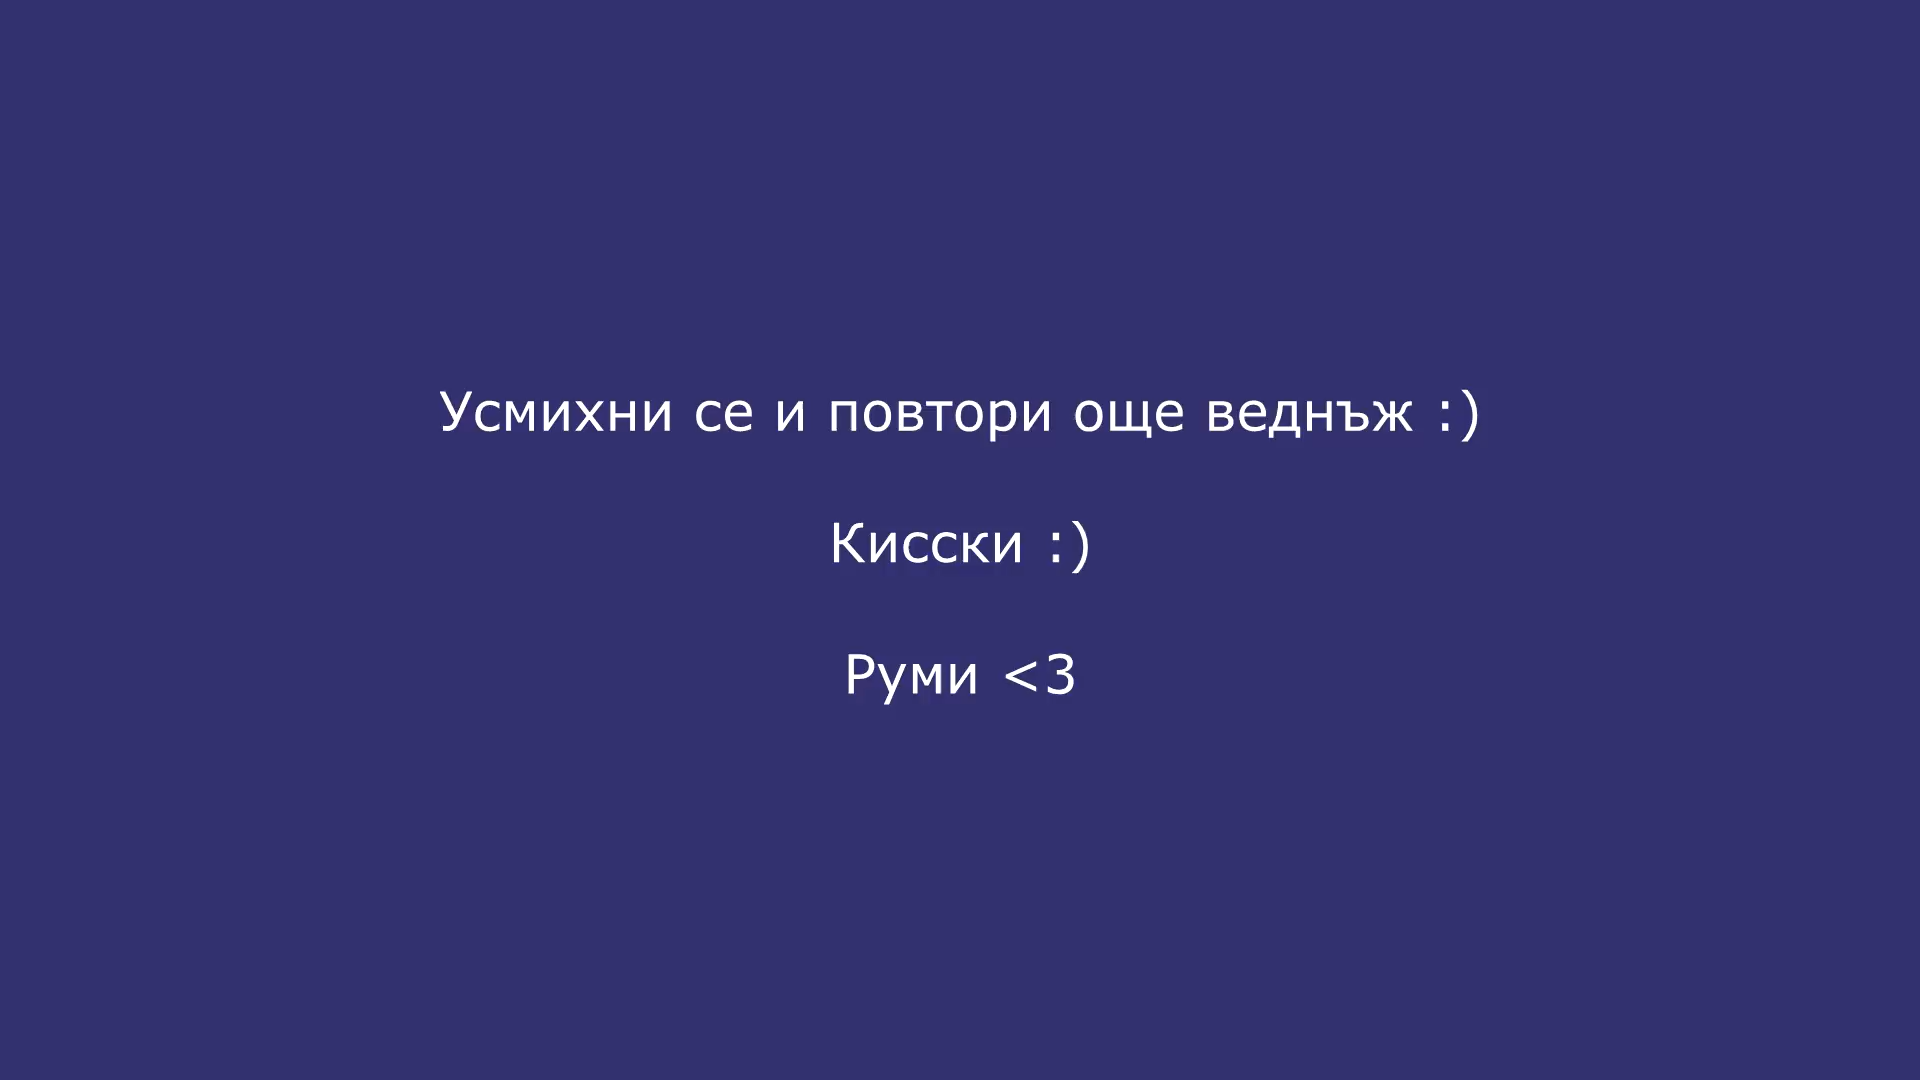 Усмихни се и повтори още веднъж :)
Кисски :)
Руми <3